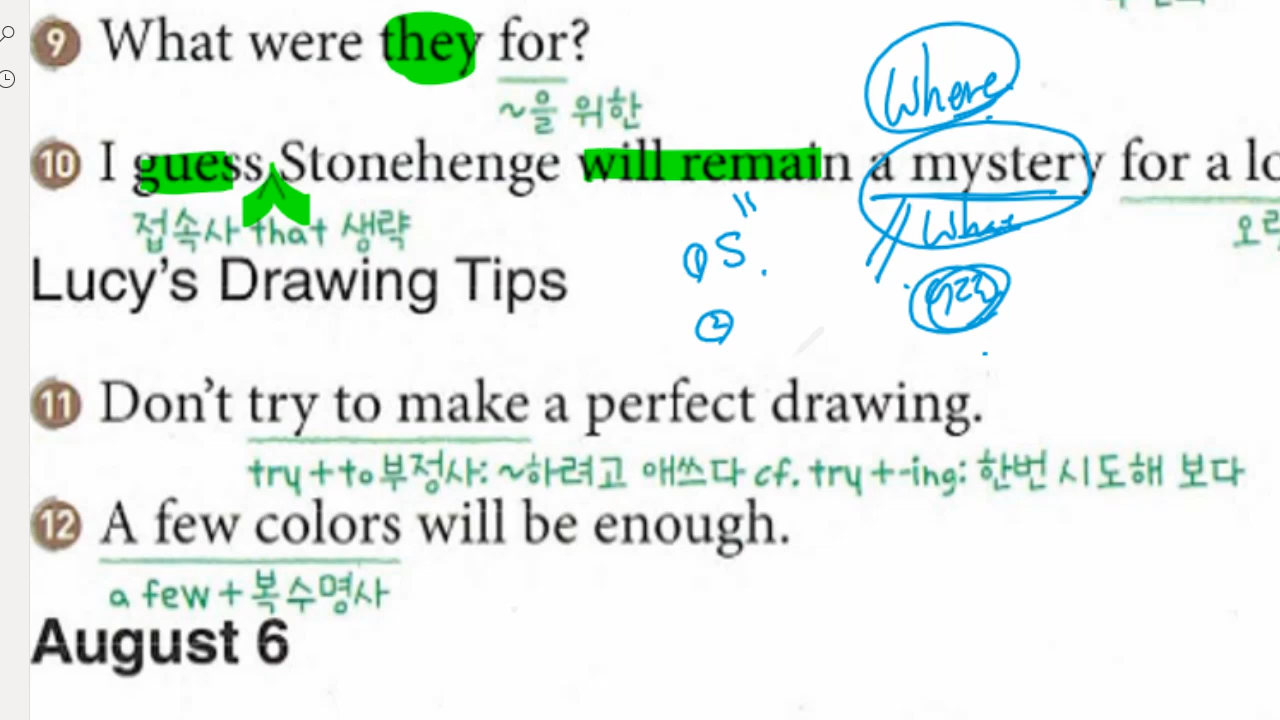 9 What were they for?
~을 위한
Where
10 I guess Stonehenge will remain a mystery for a lo
접속사 that 생략
What
오
① S.
②
Lucy's Drawing Tips
11 Don't try to make a perfect drawing.
try+to부정사: ~하려고 애쓰다 cf. try+-ing: 한번 시도해 보다
12 A few colors will be enough.
a few+복수명사
August 6